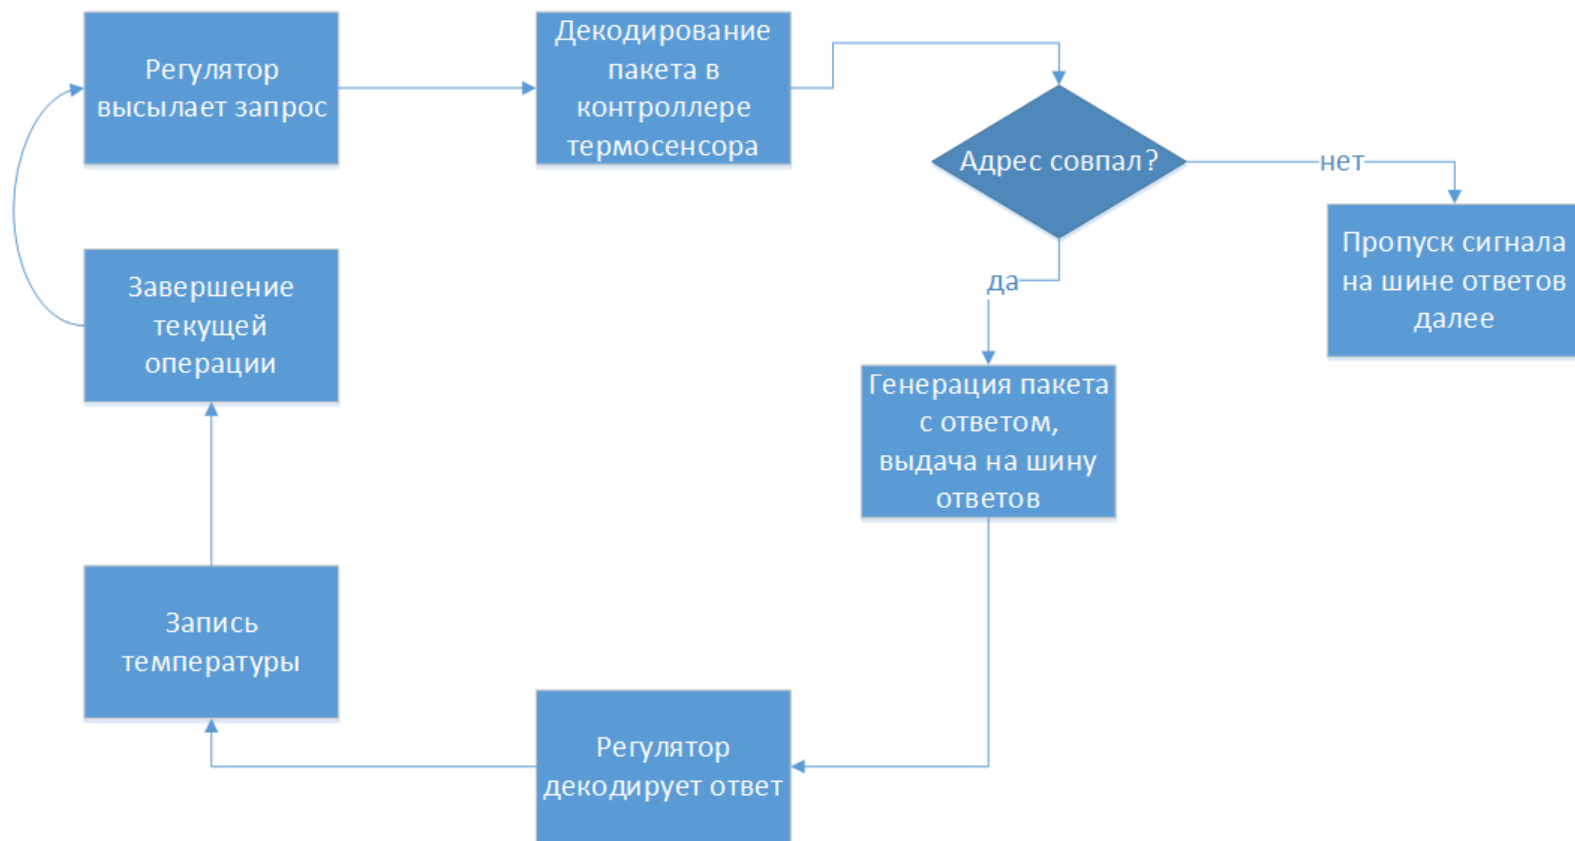 Регулятор
высылает запрос
Декодирование
пакета в
контроллере
термосенсора
Адрес совпал?
нет
Пропуск сигнала
на шине ответов
далее
да
Генерация пакета
с ответом,
выдача на шину
ответов
Регулятор
декодирует ответ
Запись
температуры
Завершение
текущей
операции